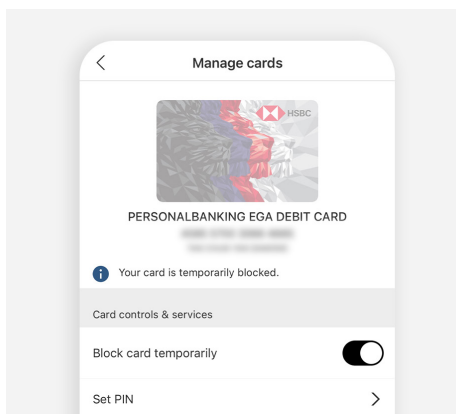 Manage cards
HSBC
PERSONALBANKING EGA DEBIT CARD
Your card is temporarily blocked.
Card controls & services
Block card temporarily
Set PIN